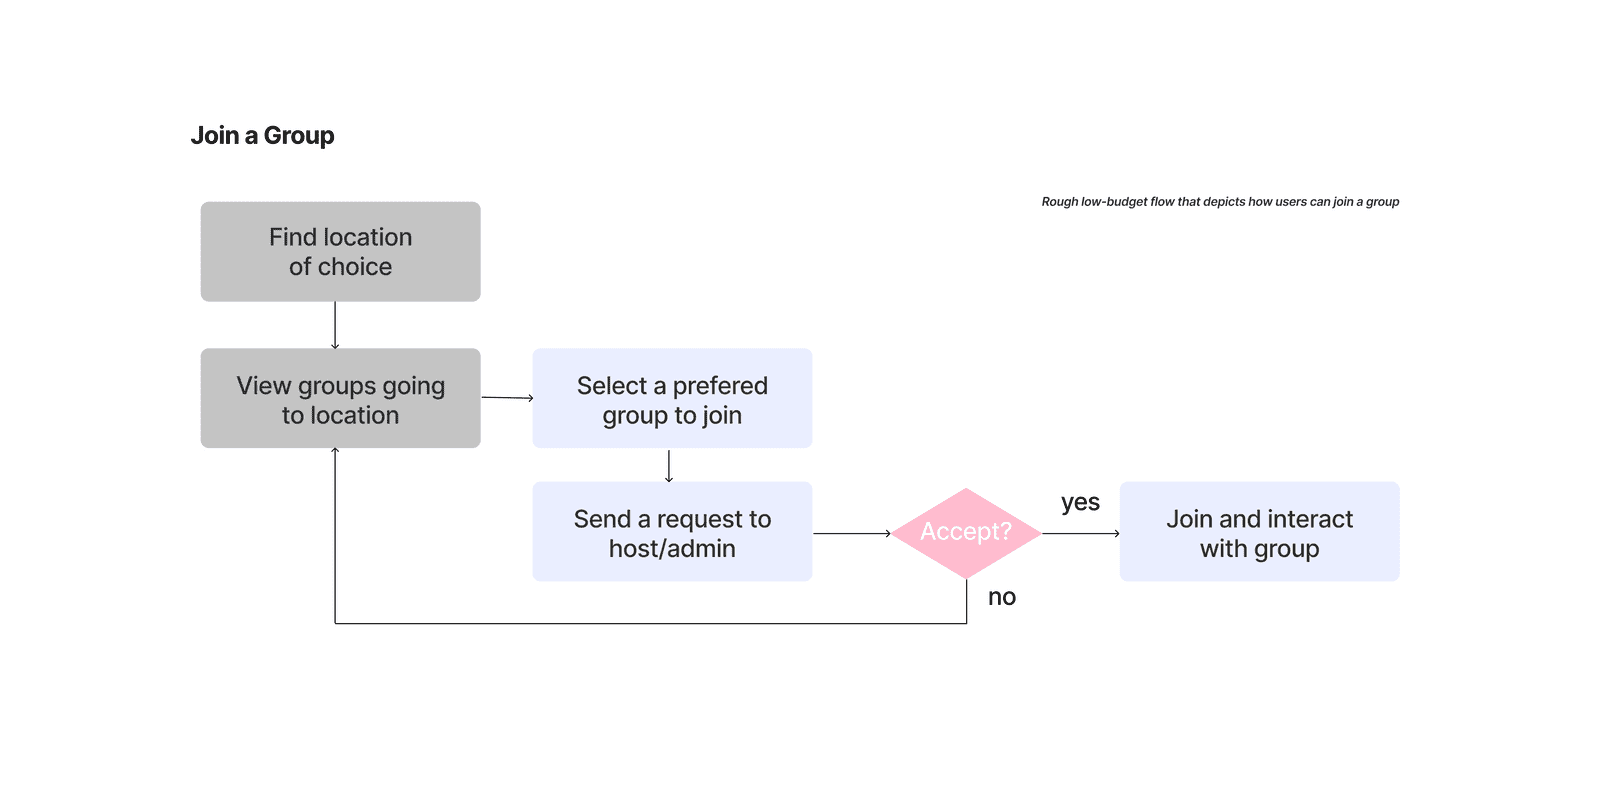 Join a Group
Rough low-budget flow that depicts how users can join a group
Find location
of choice
View groups going
to location
Select a prefered
group to join
Send a request to
host/admin
Accept?
yes
no
Join and interact
with group